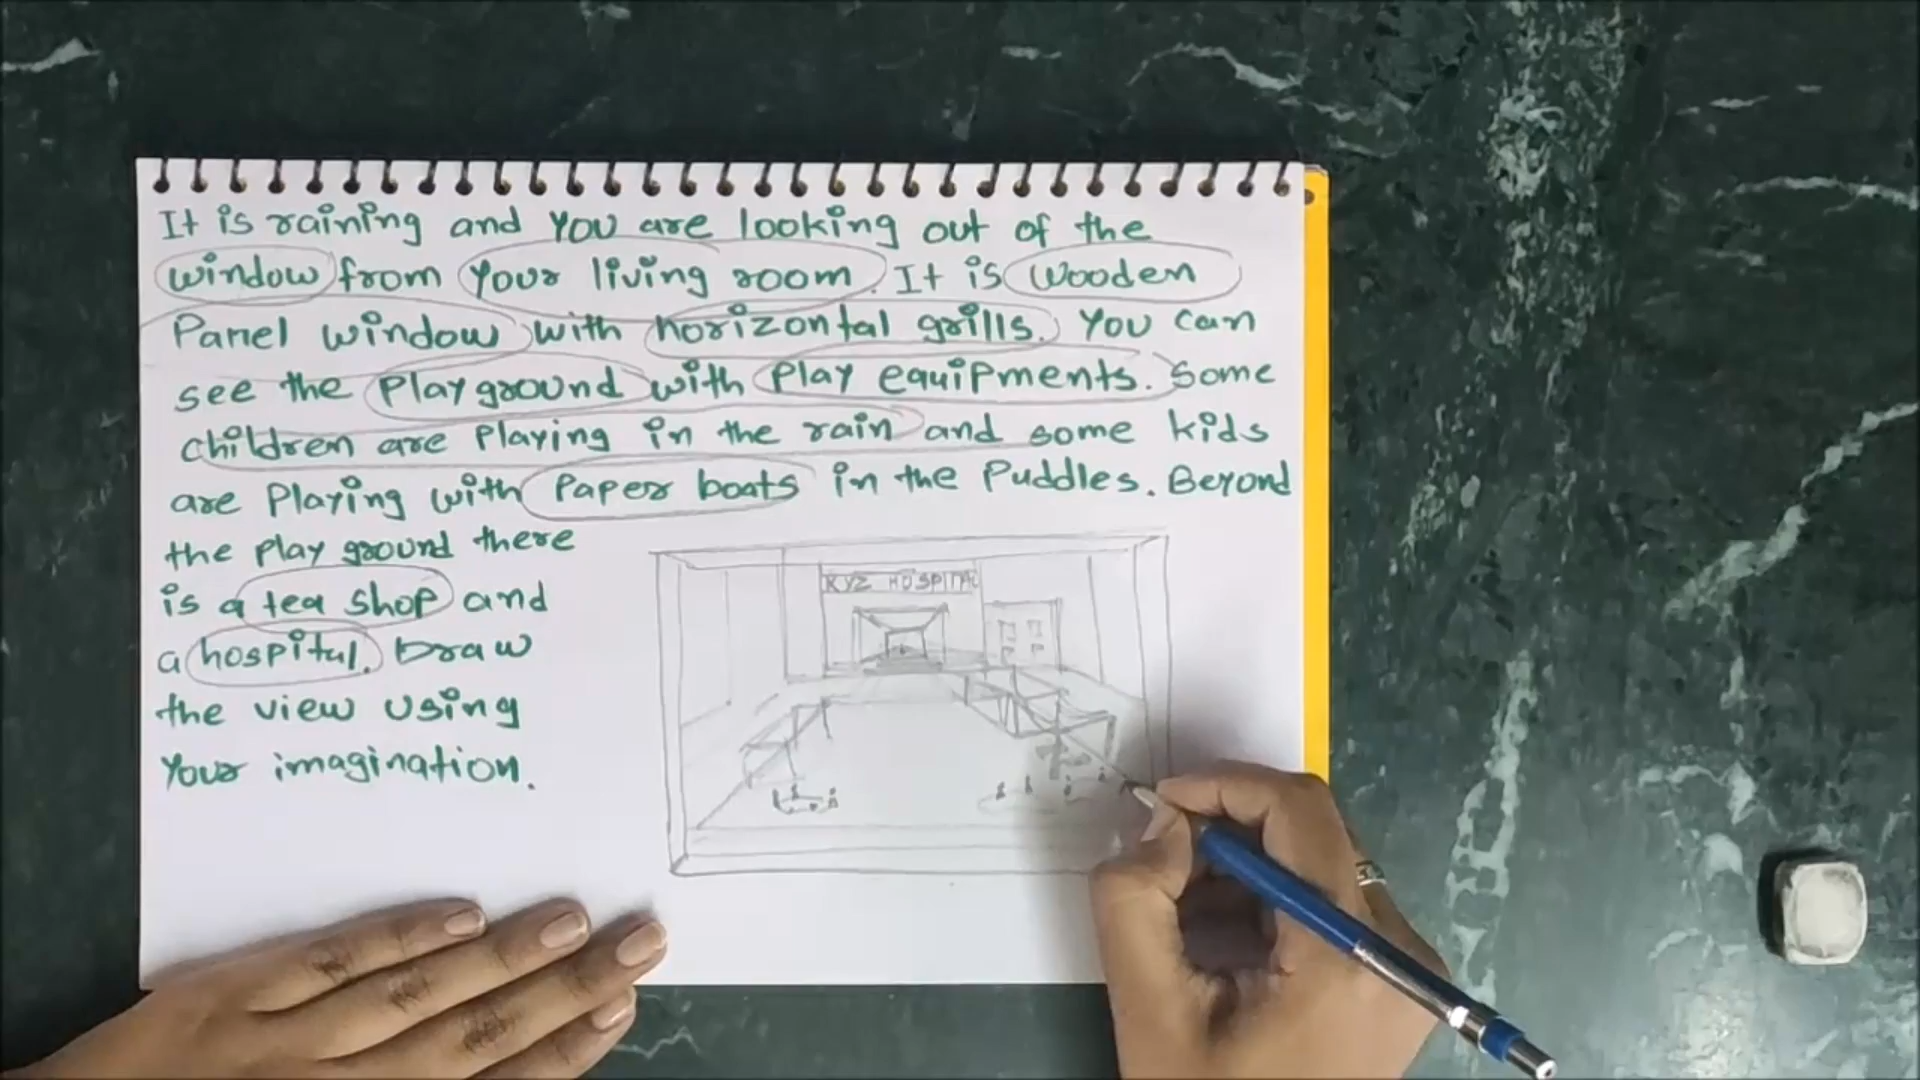 It is raining and you are looking out of the
window from your living room. It is wooden
Panel window with horizontal grills. You can
see the playground with play equipments. Some
children are playing in the rain and some kids
are playing with paper boats in the puddles. Beyond
the play ground there
is a tea shop and
a hospital. Draw
the view using
your imagination.
XYZ HOSPITAL